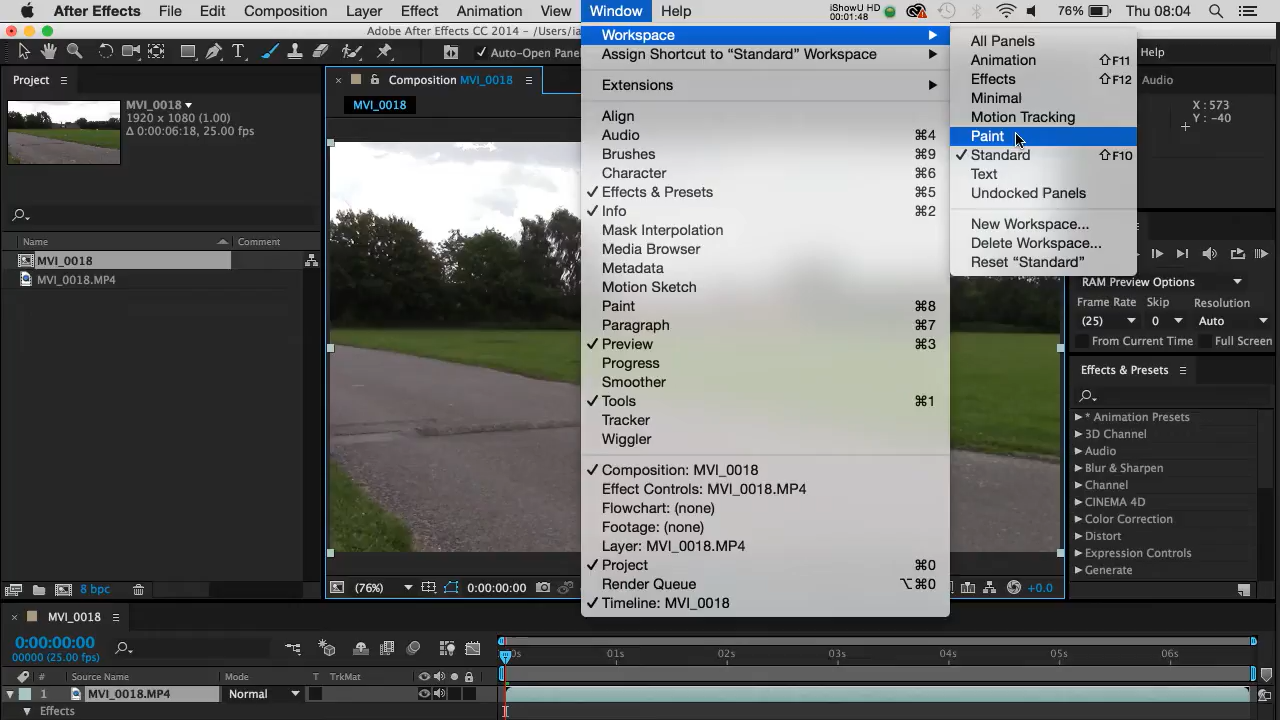 After Effects File Edit Composition Layer Effect Animation View Window Help
iShowU HD
00:01:48
76% Thu 08:04
Adobe After Effects CC 2014 - /Users/ia
Auto-Open Pane
Help
Project
Composition MVI_0018
MVI_0018
MVI_0018
1920 x 1080 (1.00)
Δ 0:00:06:18, 25.00 fps
Name Comment
MVI_0018
MVI_0018.MP4
8 bpc
Workspace
Assign Shortcut to “Standard” Workspace
Extensions
Align
Audio ⌘4
Brushes ⌘9
Character ⌘6
✓ Effects & Presets ⌘5
✓ Info ⌘2
Mask Interpolation
Media Browser
Metadata
Motion Sketch
Paint ⌘8
Paragraph ⌘7
✓ Preview ⌘3
Progress
Smoother
✓ Tools ⌘1
Tracker
Wiggler
✓ Composition: MVI_0018
Effect Controls: MVI_0018.MP4
Flowchart: (none)
Footage: (none)
Layer: MVI_0018.MP4
✓ Project ⌘0
Render Queue ⌥⌘0
✓ Timeline: MVI_0018
All Panels
Animation ⇧F11
Effects ⇧F12
Minimal
Motion Tracking
Paint
✓ Standard ⇧F10
Text
Undocked Panels
New Workspace...
Delete Workspace...
Reset “Standard”
Audio
X : 573
Y : -40
RAM Preview Options
Frame Rate Skip Resolution
(25) 0 Auto
From Current Time Full Screen
Effects & Presets
* Animation Presets
3D Channel
Audio
Blur & Sharpen
Channel
CINEMA 4D
Color Correction
Distort
Expression Controls
Generate
(76%) 0:00:00:00 +0.0
MVI_0018
0:00:00:00
00000 (25.00 fps)
0s 01s 02s 03s 04s 05s 06s
# Source Name Mode T TrkMat
1 MVI_0018.MP4 Normal
Effects